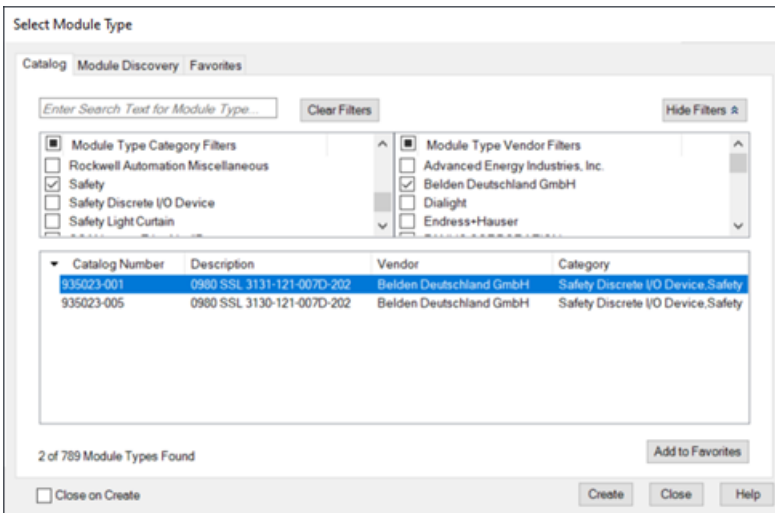 Select Module Type
Catalog Module Discovery Favorites
Enter Search Text for Module Type... Clear Filters Hide Filters
Module Type Category Filters Module Type Vendor Filters
Rockwell Automation Miscellaneous Advanced Energy Industries, Inc.
Safety Belden Deutschland GmbH
Safety Discrete I/O Device Dialight
Safety Light Curtain Endress+Hauser
Catalog Number Description Vendor Category
935023-001 0980 SSL 3131-121-007D-202 Belden Deutschland GmbH Safety Discrete I/O Device,Safety
935023-005 0980 SSL 3130-121-007D-202 Belden Deutschland GmbH Safety Discrete I/O Device,Safety
2 of 789 Module Types Found Add to Favorites
Close on Create Create Close Help